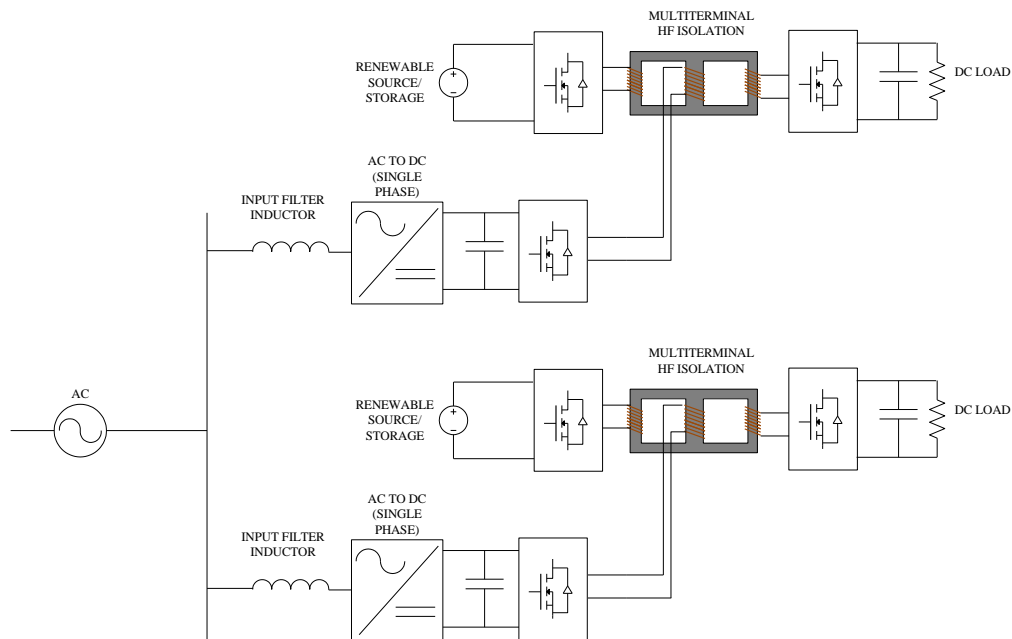 MULTITERMINAL
HF ISOLATION
RENEWABLE
SOURCE/
STORAGE
DC LOAD
AC TO DC
(SINGLE
PHASE)
INPUT FILTER
INDUCTOR
MULTITERMINAL
HF ISOLATION
AC
RENEWABLE
SOURCE/
STORAGE
DC LOAD
AC TO DC
(SINGLE
PHASE)
INPUT FILTER
INDUCTOR